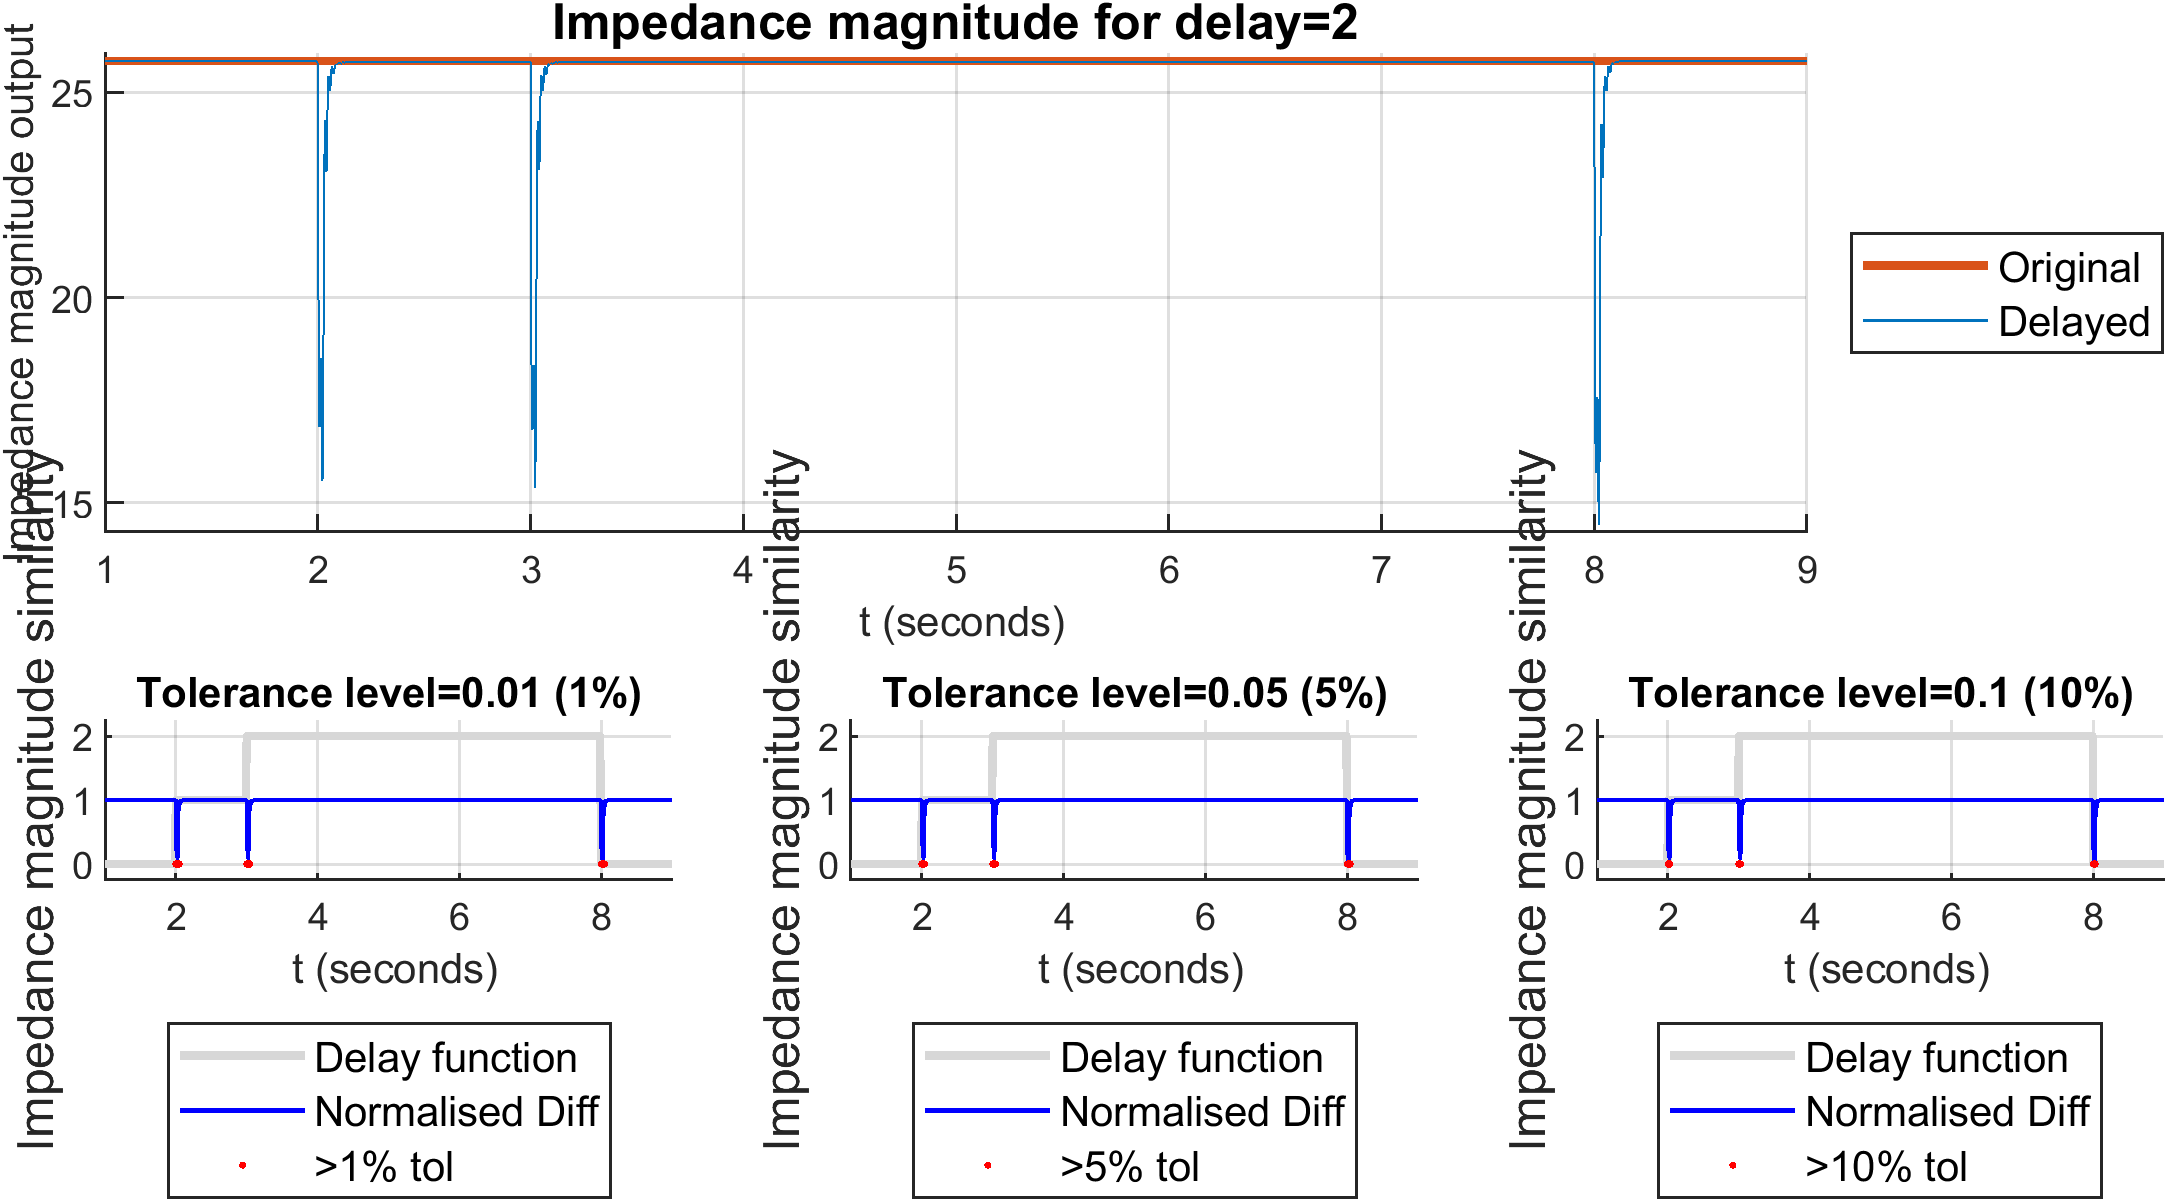 Impedance magnitude for delay=2
Impedance magnitude output
25
20
15
1 2 3 4 5 6 7 8 9
t (seconds)
Original
Delayed
Tolerance level=0.01 (1%)
Impedance magnitude similarity
2
1
0
2 4 6 8
t (seconds)
Delay function
Normalised Diff
>1% tol
Tolerance level=0.05 (5%)
Impedance magnitude similarity
2
1
0
2 4 6 8
t (seconds)
Delay function
Normalised Diff
>5% tol
Tolerance level=0.1 (10%)
Impedance magnitude similarity
2
1
0
2 4 6 8
t (seconds)
Delay function
Normalised Diff
>10% tol